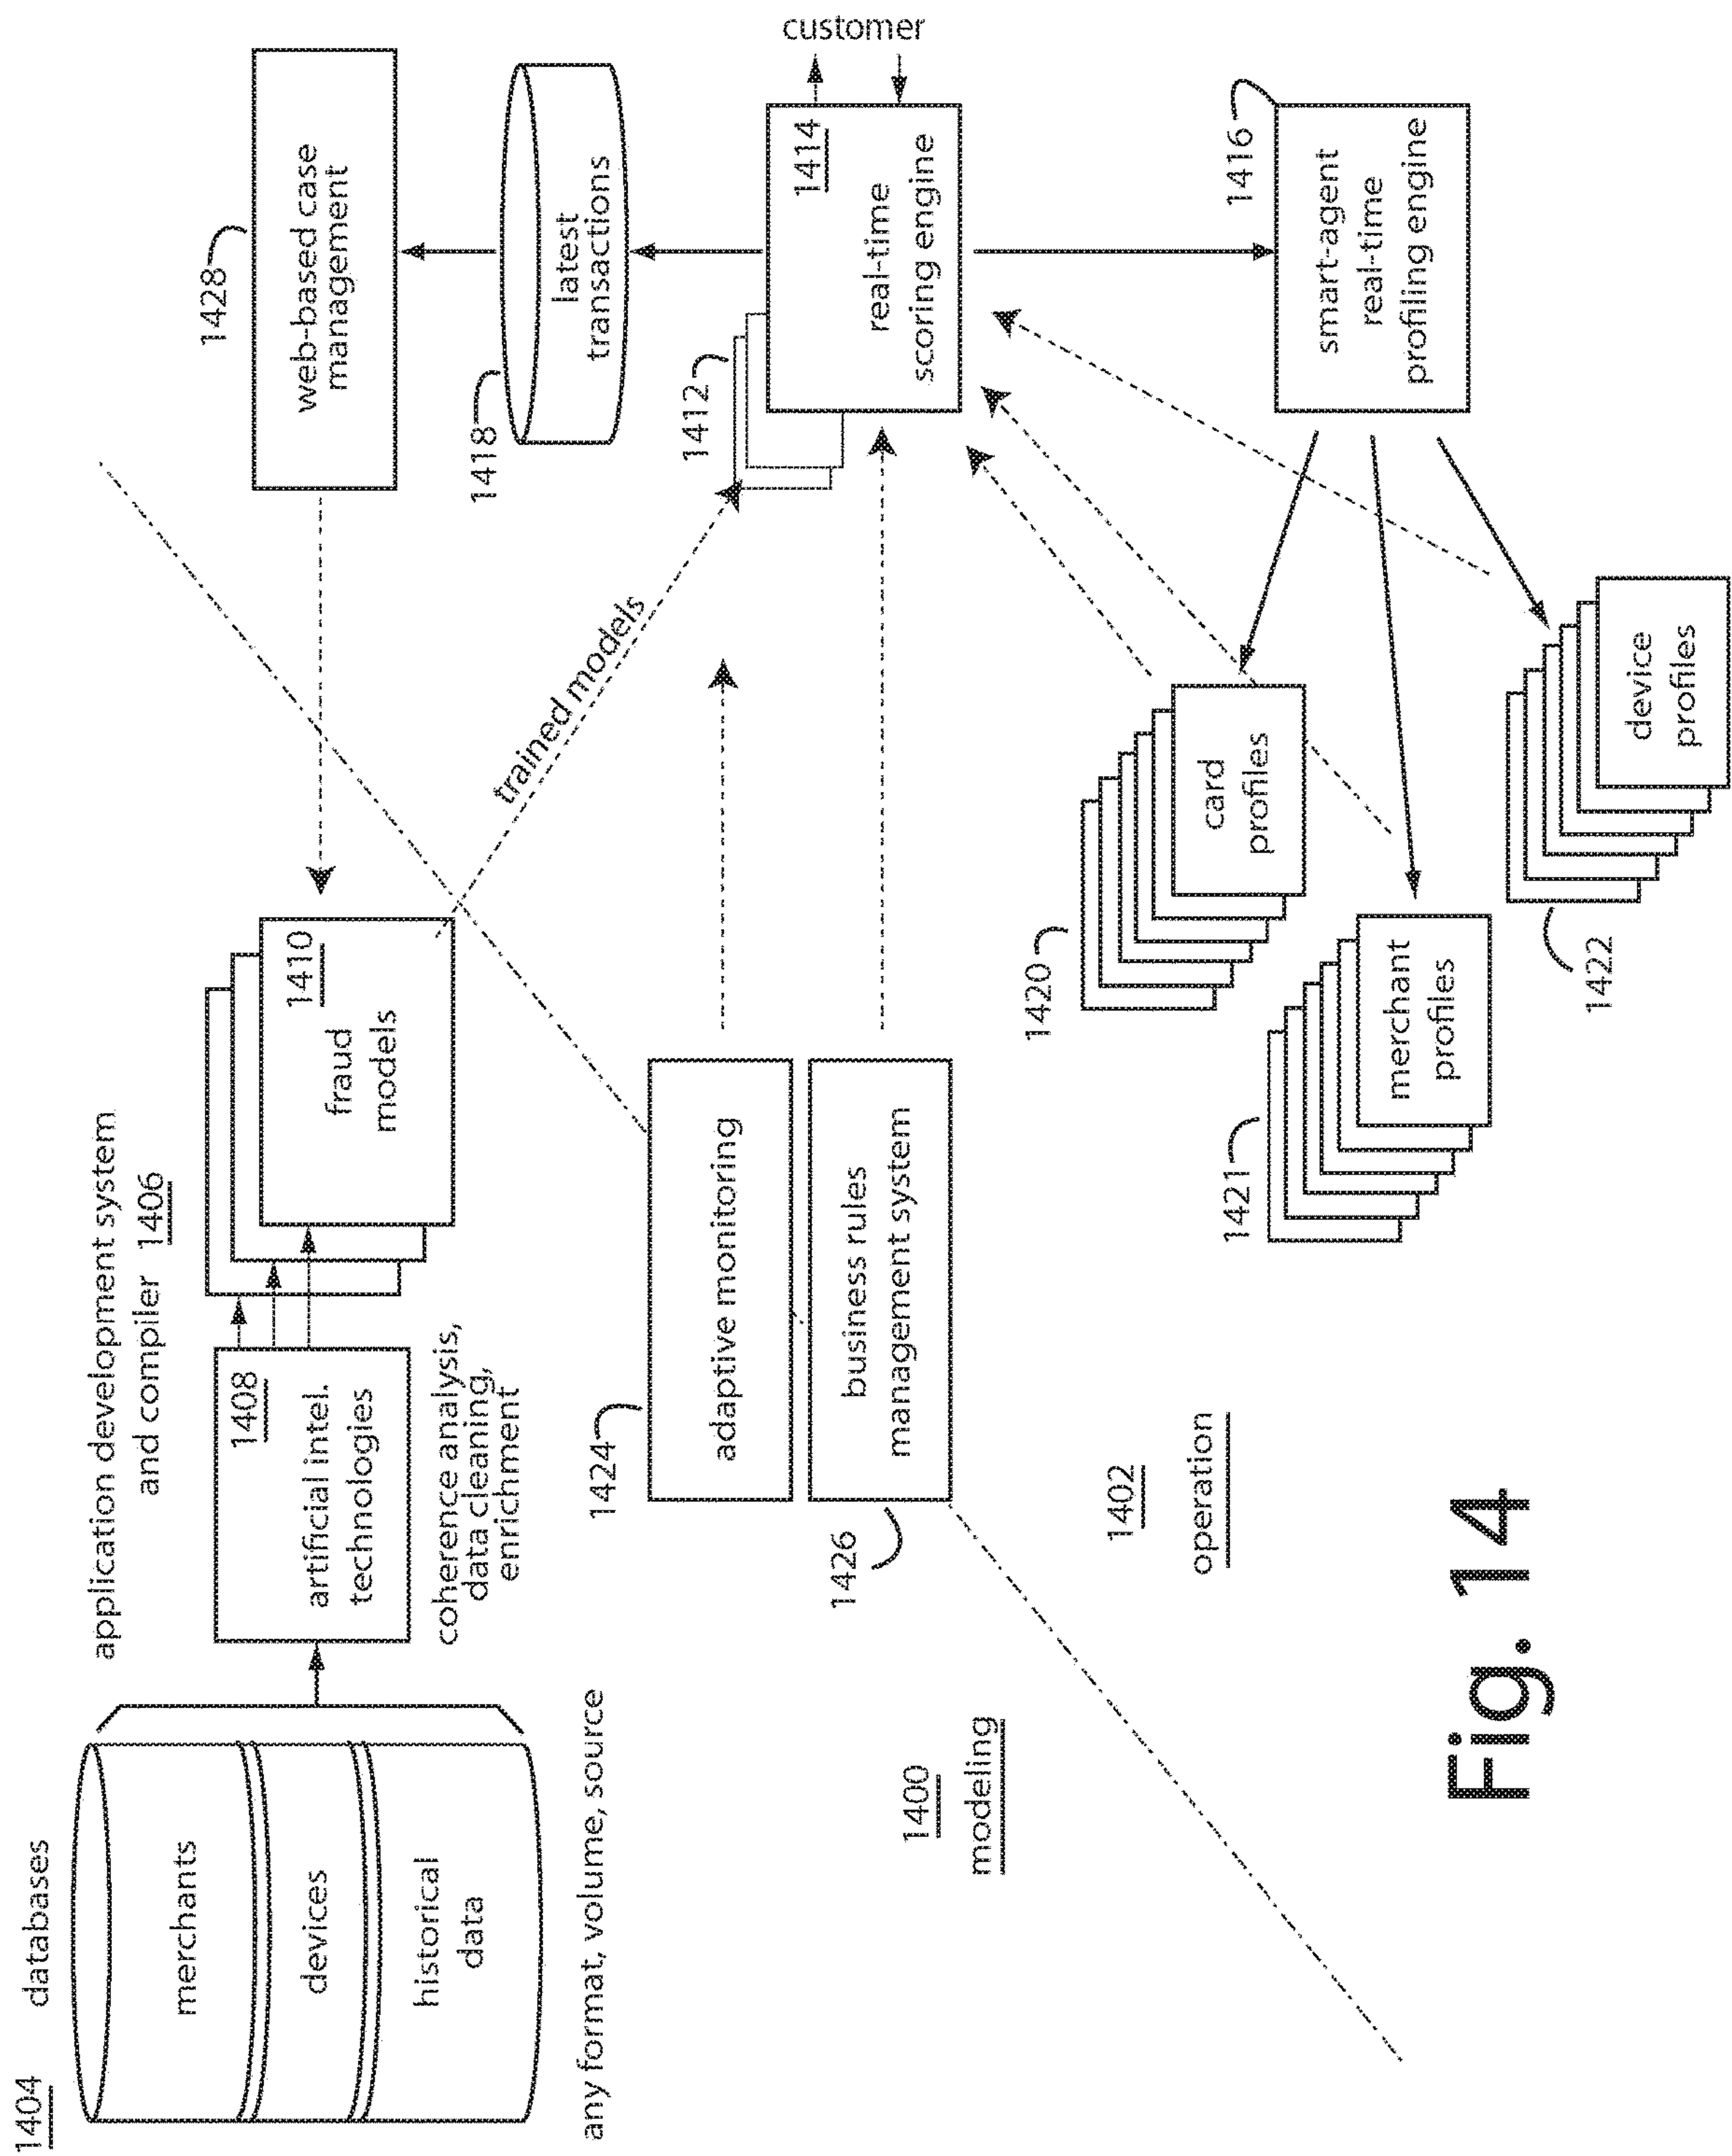 1404
databases
merchants
devices
historical
data
any format, volume, source
application development system
and compiler 1406
1408
artificial intel.
technologies
coherence analysis,
data cleaning,
enrichment
1410
fraud
models
1428
web-based case
management
1418
latest
transactions
trained models
1412
1414
real-time
scoring engine
customer
1424
adaptive monitoring
1426
business rules
management system
1416
smart-agent
real-time
profiling engine
1420
card
profiles
1421
merchant
profiles
1422
device
profiles
1400
modeling
1402
operation
Fig. 14